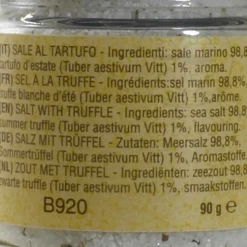 (IT) SALE AL TARTUFO - Ingredienti: sale marino 98,8%
tartufo d'estate (Tuber aestivum Vitt) 1%, aroma.
(FR) SEL À LA TRUFFE - Ingrédients: sel marin 98,8%,
truffe blanche d'été (Tuber aestivum Vitt) 1%, arôme
(EN) SALT WITH TRUFFLE - Ingredients: sea salt 98,8
summer truffle (Tuber aestivum Vitt) 1%, flavouring.
(DE) SALZ MIT TRÜFFEL - Zutaten: Meersalz 98,8%,
Sommertrüffel (Tuber aestivum Vitt) 1%, Aromastoffe
(NL) ZOUT MET TRUFFEL - Ingrediënten: zeezout 98,8
zwarte truffel (Tuber aestivum Vitt) 1%, smaakstoffen
B920 90 g e